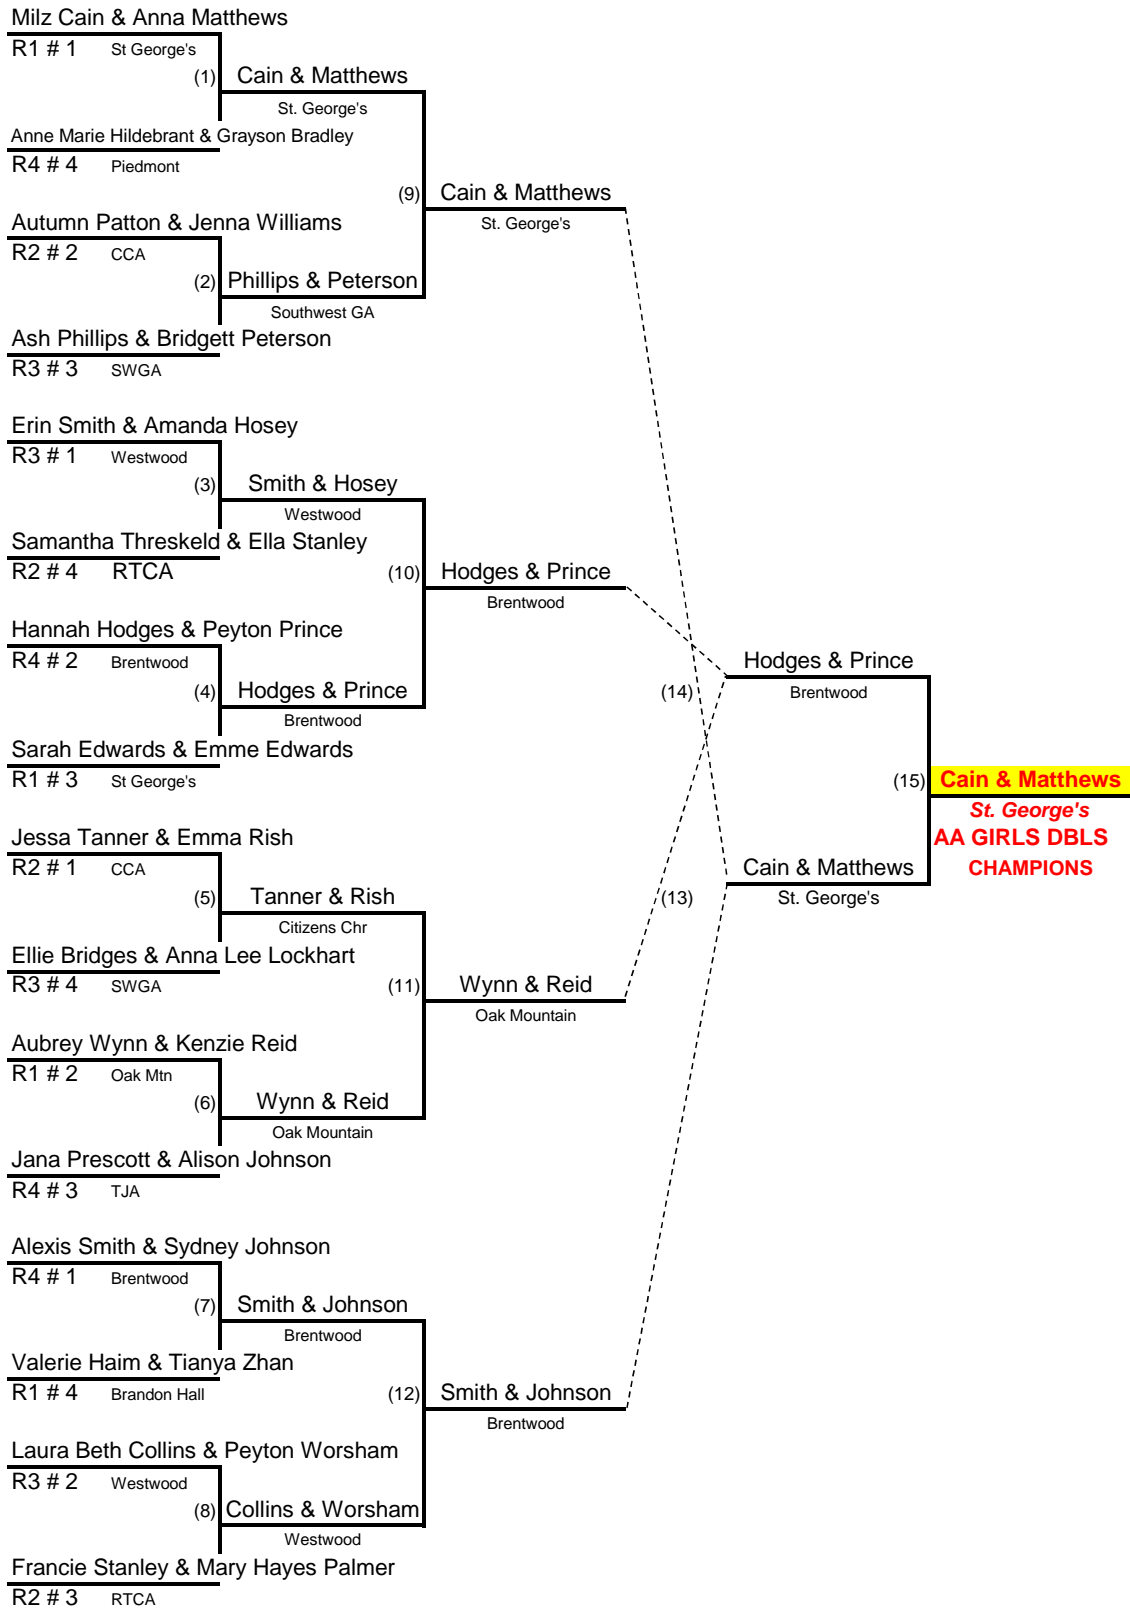 Milz Cain & Anna Matthews
R1 # 1 St George's
(1) Cain & Matthews
St. George's
Anne Marie Hildebrant & Grayson Bradley
R4 # 4 Piedmont
(9) Cain & Matthews
St. George's
Autumn Patton & Jenna Williams
R2 # 2 CCA
(2) Phillips & Peterson
Southwest GA
Ash Phillips & Bridgett Peterson
R3 # 3 SWGA
Erin Smith & Amanda Hosey
R3 # 1 Westwood
(3) Smith & Hosey
Westwood
Samantha Threskeld & Ella Stanley
R2 # 4 RTCA
(10) Hodges & Prince
Brentwood
Hannah Hodges & Peyton Prince
R4 # 2 Brentwood
(4) Hodges & Prince
Brentwood
(14) Hodges & Prince
Brentwood
Sarah Edwards & Emme Edwards
R1 # 3 St George's
(15) Cain & Matthews
St. George's
AA GIRLS DBLS
CHAMPIONS
Jessa Tanner & Emma Rish
R2 # 1 CCA
(5) Tanner & Rish
Citizens Chr
(13) Cain & Matthews
St. George's
Ellie Bridges & Anna Lee Lockhart
R3 # 4 SWGA
(11) Wynn & Reid
Oak Mountain
Aubrey Wynn & Kenzie Reid
R1 # 2 Oak Mtn
(6) Wynn & Reid
Oak Mountain
Jana Prescott & Alison Johnson
R4 # 3 TJA
Alexis Smith & Sydney Johnson
R4 # 1 Brentwood
(7) Smith & Johnson
Brentwood
Valerie Haim & Tianya Zhan
R1 # 4 Brandon Hall
(12) Smith & Johnson
Brentwood
Laura Beth Collins & Peyton Worsham
R3 # 2 Westwood
(8) Collins & Worsham
Westwood
Francie Stanley & Mary Hayes Palmer
R2 # 3 RTCA